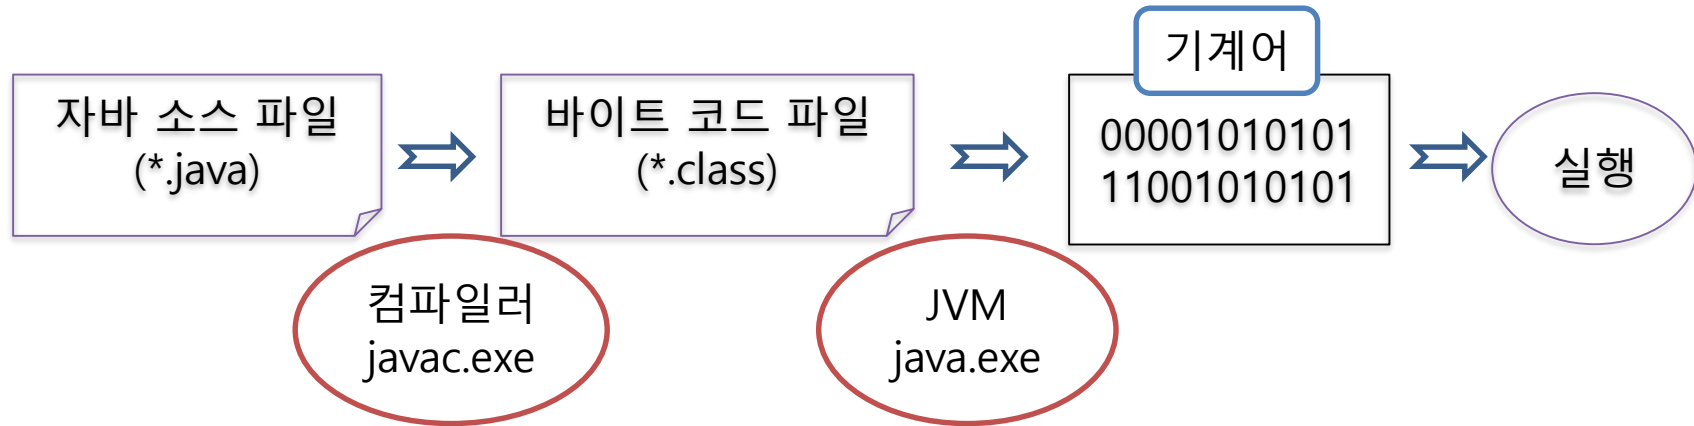 자바 소스 파일
(*.java)
컴파일러
javac.exe
바이트 코드 파일
(*.class)
JVM
java.exe
기계어
00001010101
11001010101
실행